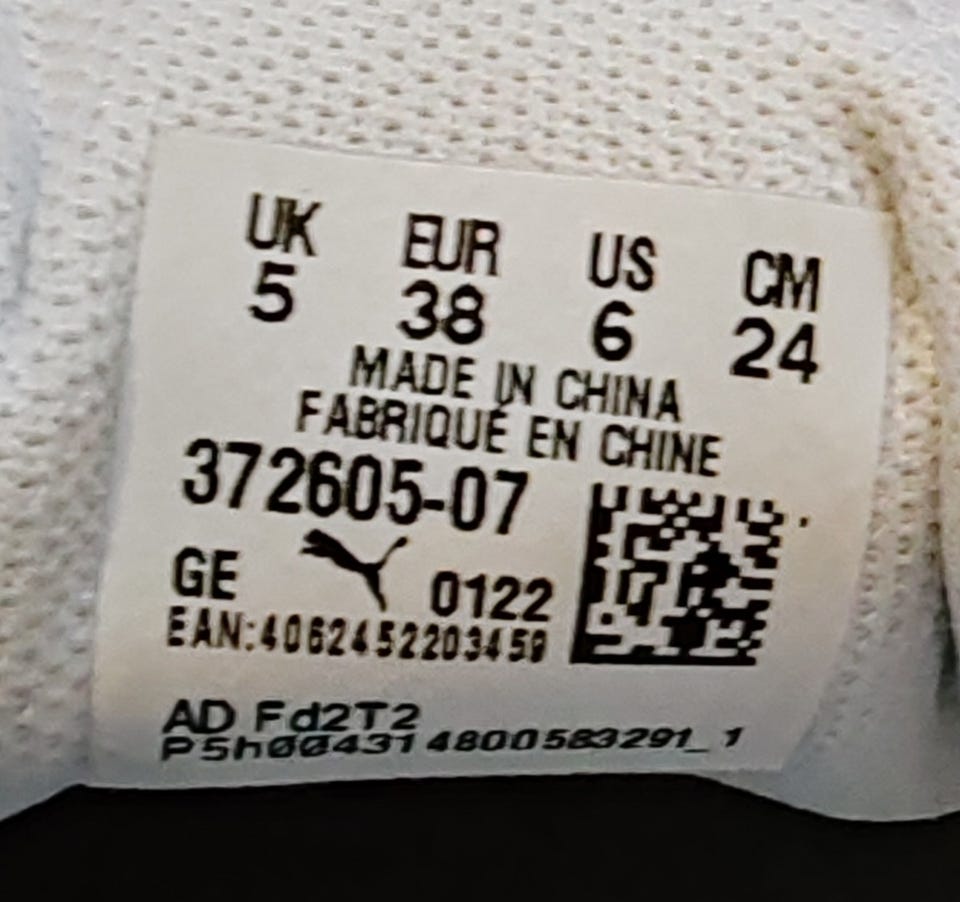 UK EUR US CM
5 38 6 24
MADE IN CHINA
FABRIQUÉ EN CHINE
372605-07
GE 0122
EAN:4062452203459
AD Fd2T2